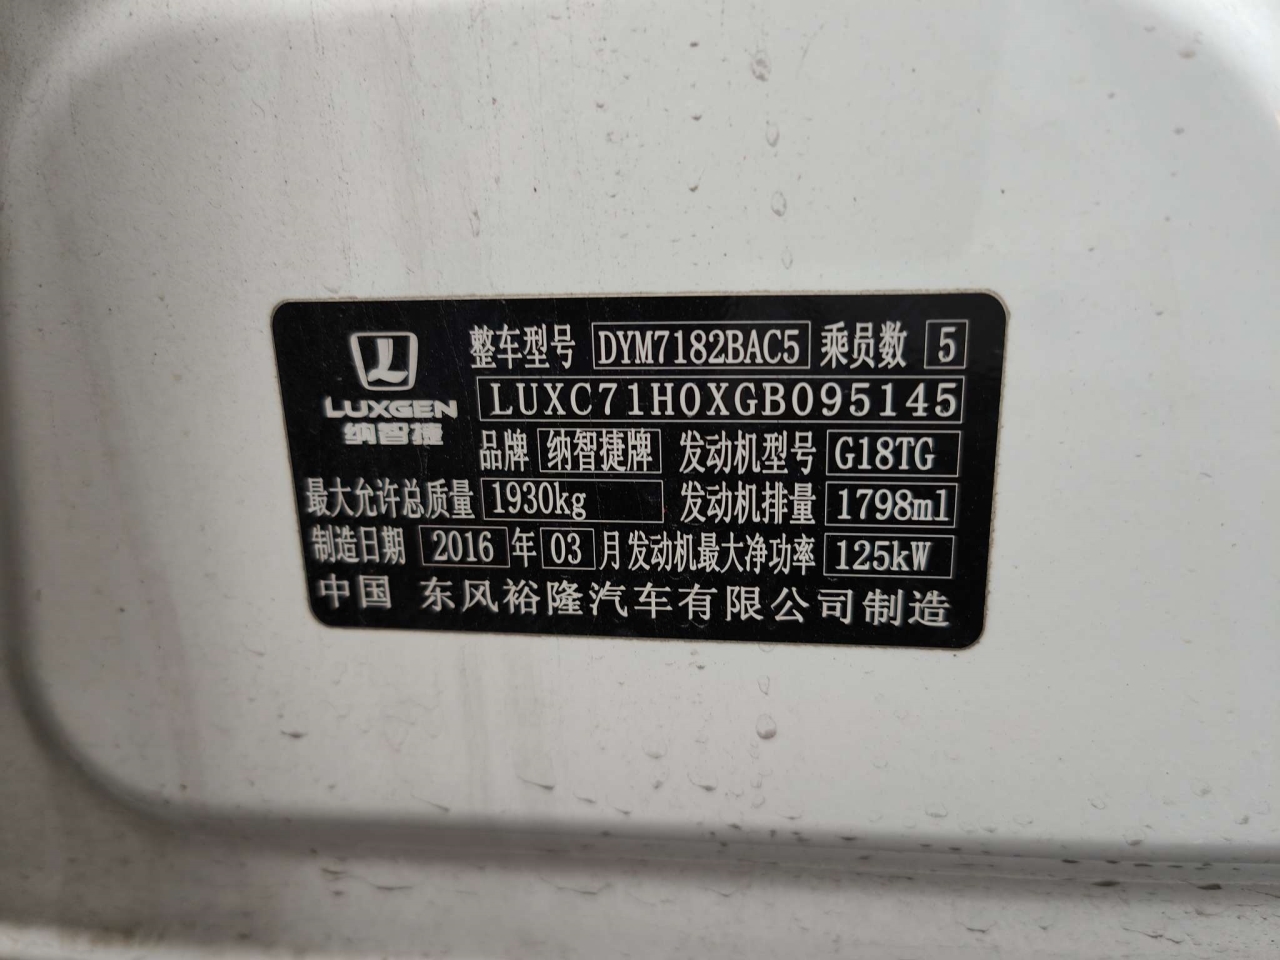 整车型号 DYM7182BAC5 乘员数 5
LUXGEN
纳智捷
LUXC71H0XGB095145
品牌 纳智捷牌 发动机型号 G18TG
最大允许总质量 1930kg 发动机排量 1798ml
制造日期 2016 年 03 月 发动机最大净功率 125kW
中国 东风裕隆汽车有限公司制造